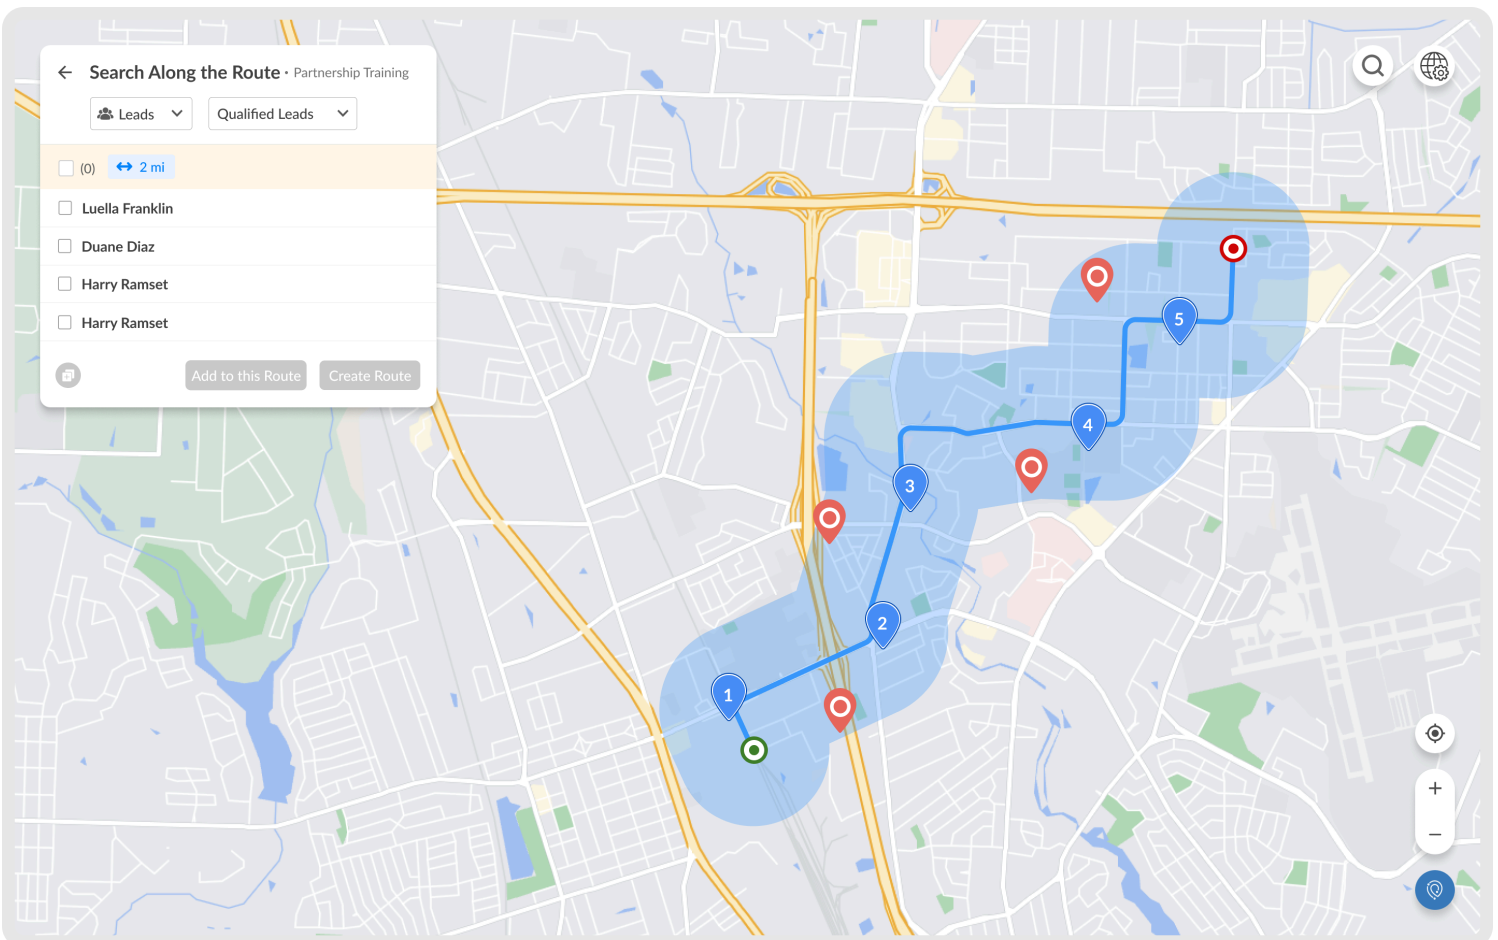 Search Along the Route · Partnership Training
Leads
Qualified Leads
(0)
2 mi
Luella Franklin
Duane Diaz
Harry Ramset
Harry Ramset
Add to this Route
Create Route
5
4
3
2
1